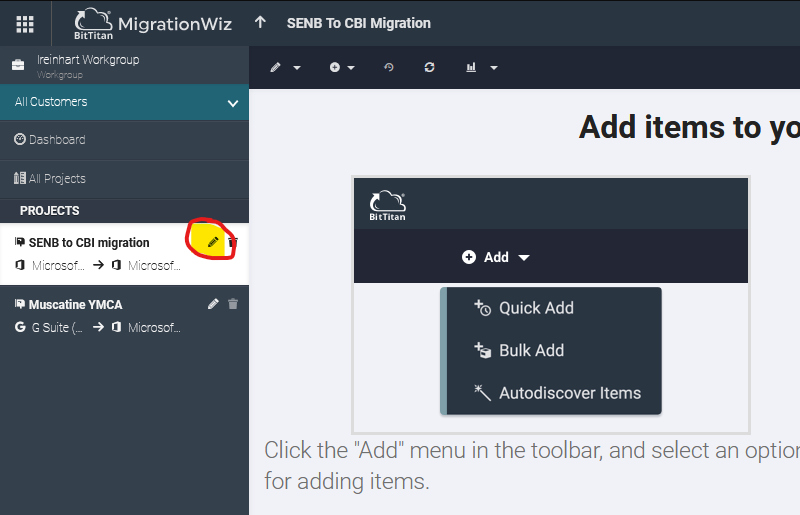 BitTitan
MigrationWiz
SENB To CBI Migration
Ireinhart Workgroup
Workgroup
All Customers
Dashboard
All Projects
PROJECTS
SENB to CBI migration
Microsof... Microsof...
Muscatine YMCA
G Suite (... Microsof...
Add items to yo
BitTitan
Add
Quick Add
Bulk Add
Autodiscover Items
Click the "Add" menu in the toolbar, and select an option
for adding items.